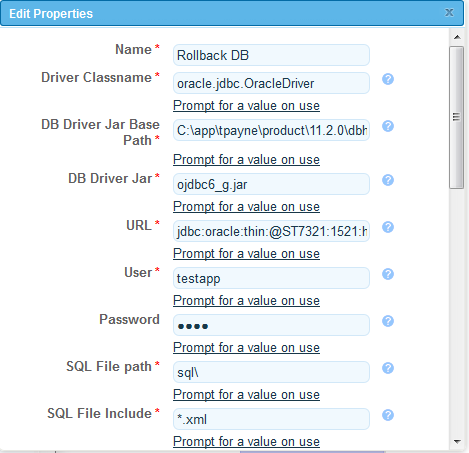 Edit Properties x
Name * Rollback DB
Driver Classname * oracle.jdbc.OracleDriver ?
Prompt for a value on use
DB Driver Jar Base
Path * C:\app\tpayne\product\11.2.0\dbh ?
Prompt for a value on use
DB Driver Jar * ojdbc6_g.jar ?
Prompt for a value on use
URL * jdbc:oracle:thin:@ST7321:1521:h ?
Prompt for a value on use
User * testapp ?
Prompt for a value on use
Password ●●●● ?
Prompt for a value on use
SQL File path * sql\ ?
Prompt for a value on use
SQL File Include * *.xml ?
Prompt for a value on use